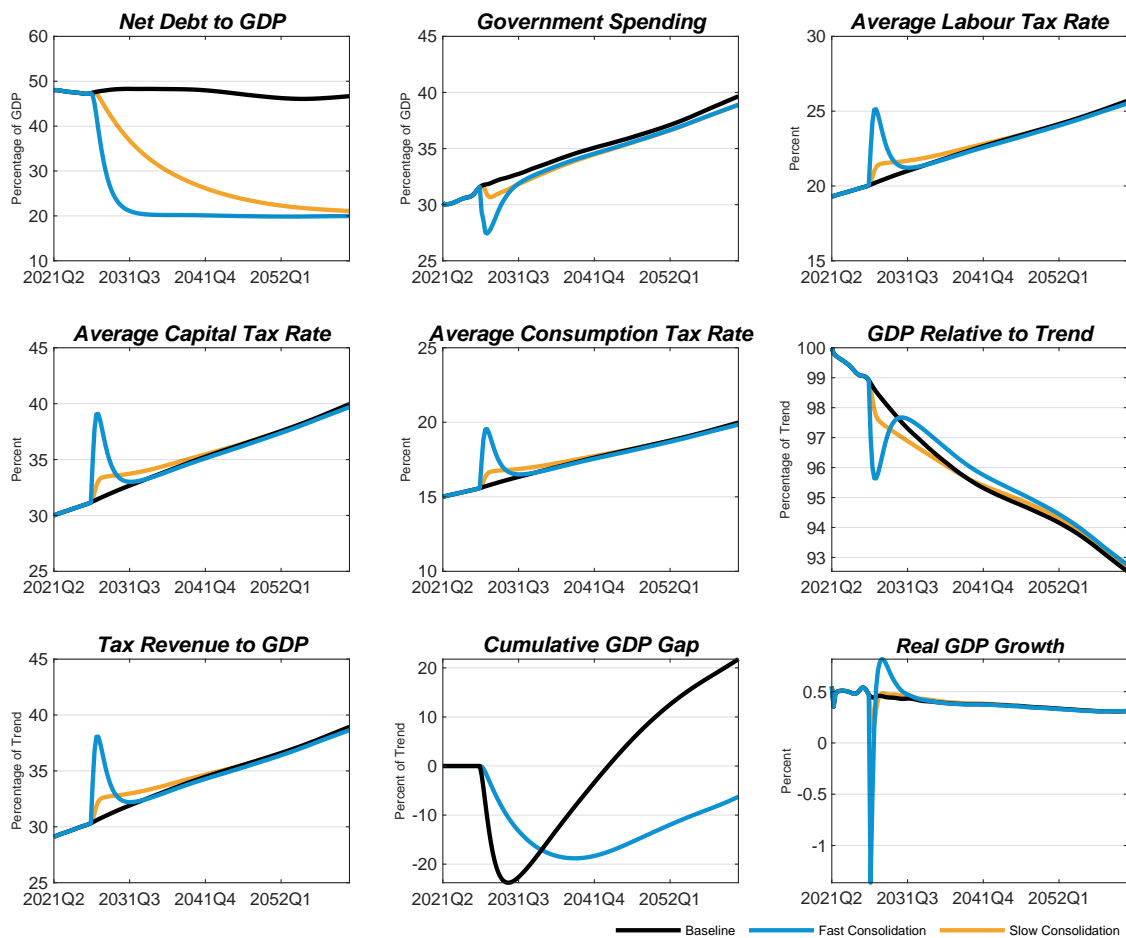 Net Debt to GDP
Government Spending
Average Labour Tax Rate
60
50
40
30
20
10
Percentage of GDP
2021Q2 2031Q3 2041Q4 2052Q1
45
40
35
30
25
Percentage of GDP
2021Q2 2031Q3 2041Q4 2052Q1
30
25
20
15
Percent
2021Q2 2031Q3 2041Q4 2052Q1
Average Capital Tax Rate
Average Consumption Tax Rate
GDP Relative to Trend
45
40
35
30
25
Percent
2021Q2 2031Q3 2041Q4 2052Q1
25
20
15
10
Percent
2021Q2 2031Q3 2041Q4 2052Q1
100
99
98
97
96
95
94
93
Percentage of Trend
2021Q2 2031Q3 2041Q4 2052Q1
Tax Revenue to GDP
Cumulative GDP Gap
Real GDP Growth
45
40
35
30
25
Percentage of Trend
2021Q2 2031Q3 2041Q4 2052Q1
20
10
0
-10
-20
Percent of Trend
2021Q2 2031Q3 2041Q4 2052Q1
0.5
0
-0.5
-1
Percent
2021Q2 2031Q3 2041Q4 2052Q1
Baseline Fast Consolidation Slow Consolidation